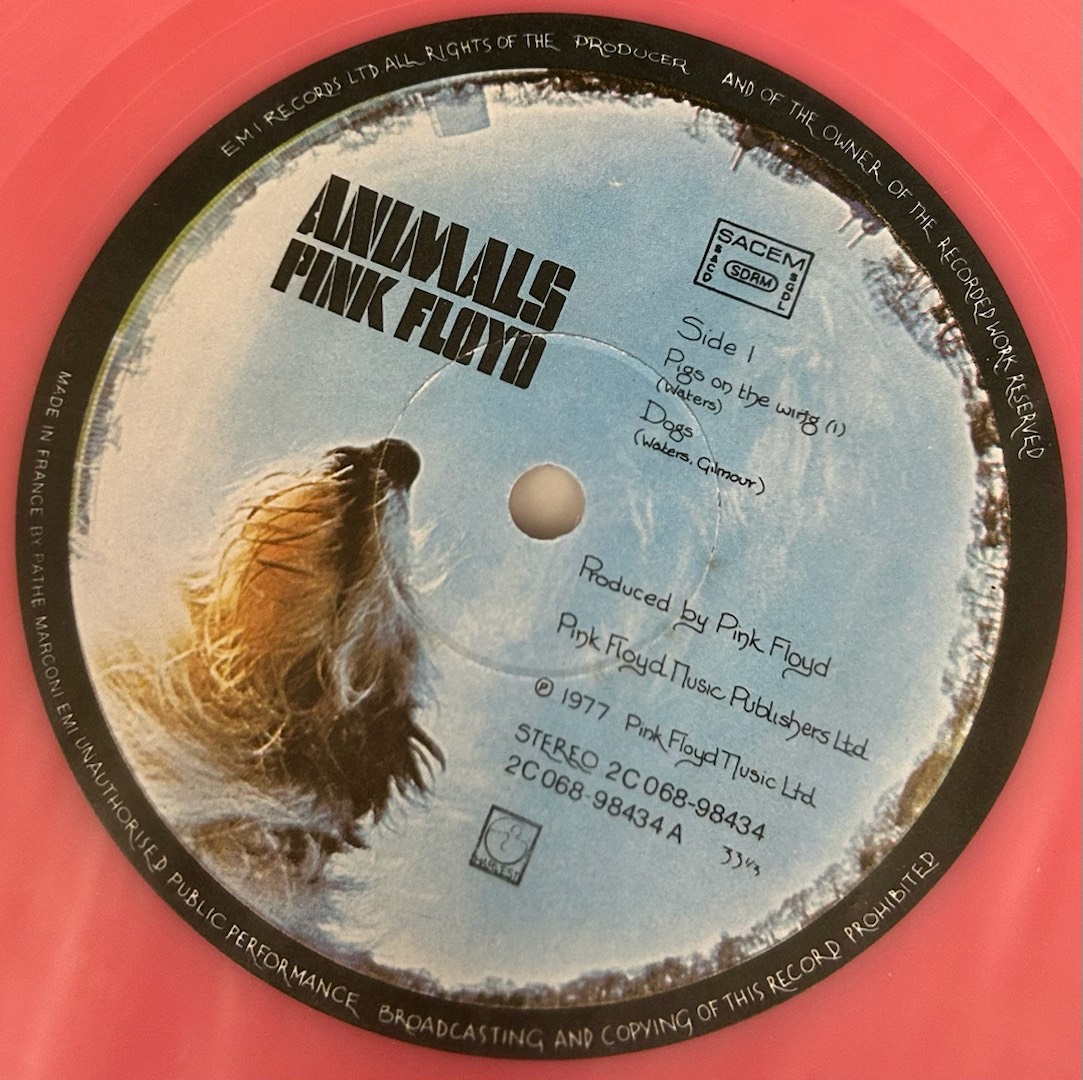 EMI RECORDS LTD ALL RIGHTS OF THE PRODUCER AND OF THE OWNER OF THE RECORDED WORK RESERVED
ANIMALS
PINK FLOYD
SACEM
SACD
SDRM
SGDL
Side 1
Pigs on the wing (1)
(Waters)
Dogs
(Waters, Gilmour)
Produced by Pink Floyd
Pink Floyd Music Publishers Ltd.
℗ 1977 Pink Floyd Music Ltd
STEREO 2C 068-98434
2C 068-98434 A
33 1/3
HARVEST
MADE IN FRANCE BY PATHE MARCONI EMI UNAUTHORISED PUBLIC PERFORMANCE BROADCASTING AND COPYING OF THIS RECORD PROHIBITED